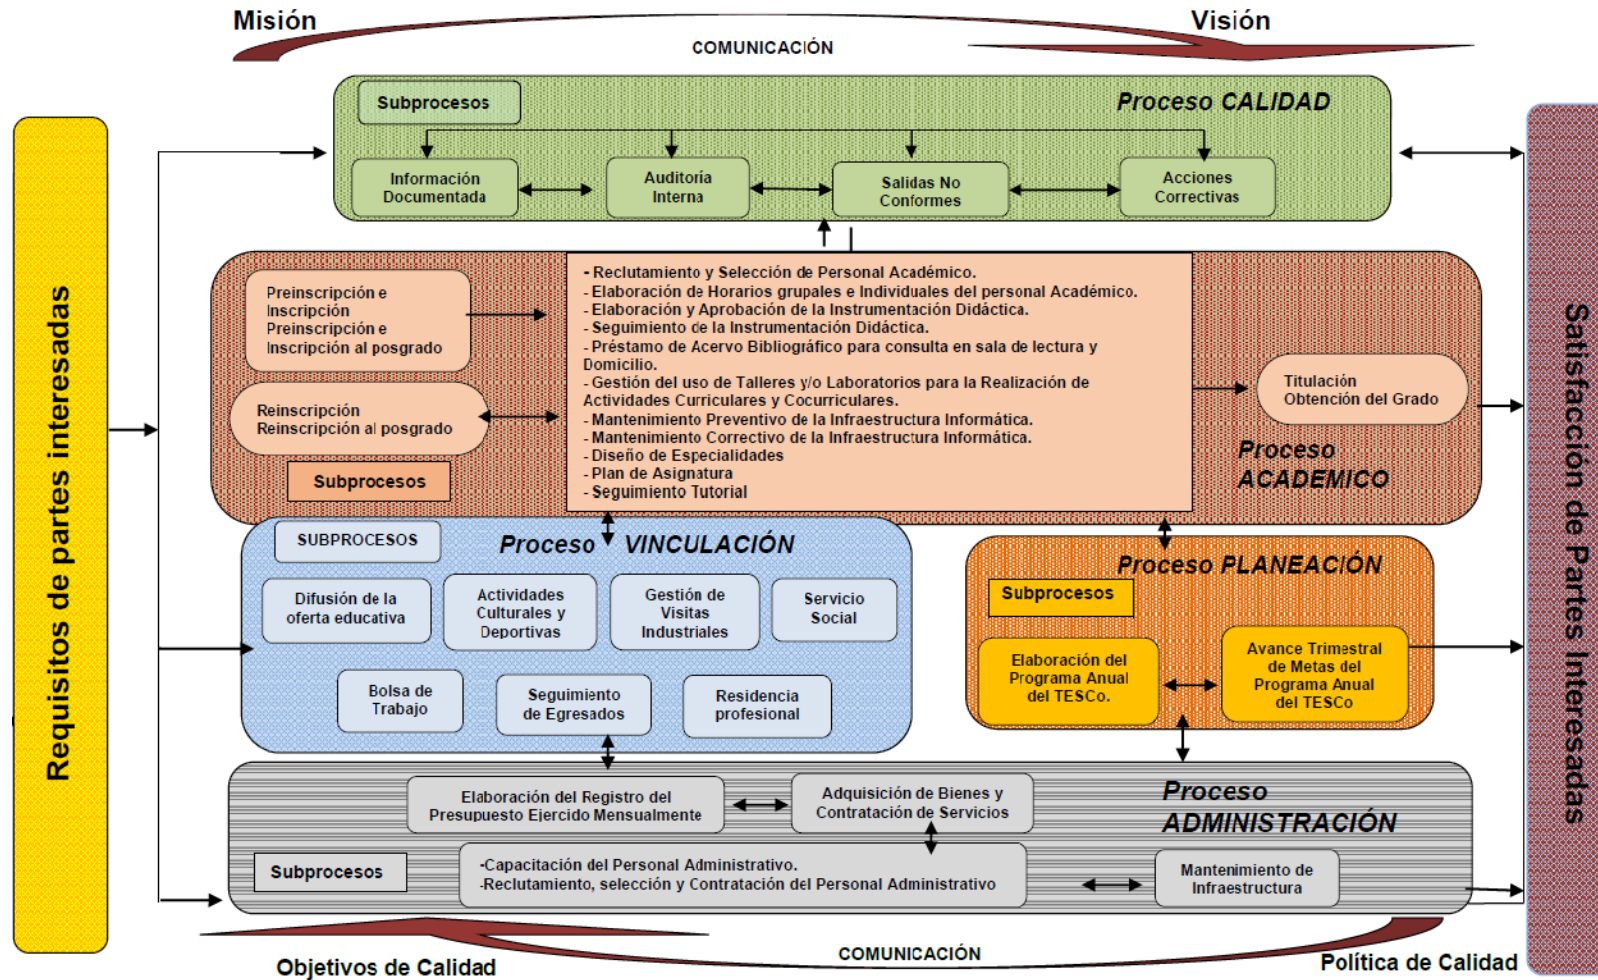 Misión
Visión
COMUNICACIÓN
Requisitos de partes interesadas
Subprocesos
Proceso CALIDAD
Información
Documentada
Auditoría
Interna
Salidas No
Conformes
Acciones
Correctivas
Preinscripción e
Inscripción
Preinscripción e
Inscripción al posgrado
Reinscripción
Reinscripción al posgrado
Subprocesos
- Reclutamiento y Selección de Personal Académico.
- Elaboración de Horarios grupales e Individuales del personal Académico.
- Elaboración y Aprobación de la Instrumentación Didáctica.
- Seguimiento de la Instrumentación Didáctica.
- Préstamo de Acervo Bibliográfico para consulta en sala de lectura y
Domicilio.
- Gestión del uso de Talleres y/o Laboratorios para la Realización de
Actividades Curriculares y Cocurriculares.
- Mantenimiento Preventivo de la Infraestructura Informática.
- Mantenimiento Correctivo de la Infraestructura Informática.
- Diseño de Especialidades
- Plan de Asignatura
- Seguimiento Tutorial
Titulación
Obtención del Grado
Proceso
ACADEMICO
SUBPROCESOS
Proceso VINCULACIÓN
Difusión de la
oferta educativa
Actividades
Culturales y
Deportivas
Gestión de
Visitas
Industriales
Servicio
Social
Bolsa de
Trabajo
Seguimiento
de Egresados
Residencia
profesional
Proceso PLANEACIÓN
Subprocesos
Elaboración del
Programa Anual
del TESCo.
Avance Trimestral
de Metas del
Programa Anual
del TESCo
Elaboración del Registro del
Presupuesto Ejercido Mensualmente
Adquisición de Bienes y
Contratación de Servicios
Proceso
ADMINISTRACIÓN
Subprocesos
-Capacitación del Personal Administrativo.
-Reclutamiento, selección y Contratación del Personal Administrativo
Mantenimiento de
Infraestructura
Satisfacción de Partes Interesadas
COMUNICACIÓN
Objetivos de Calidad
Política de Calidad